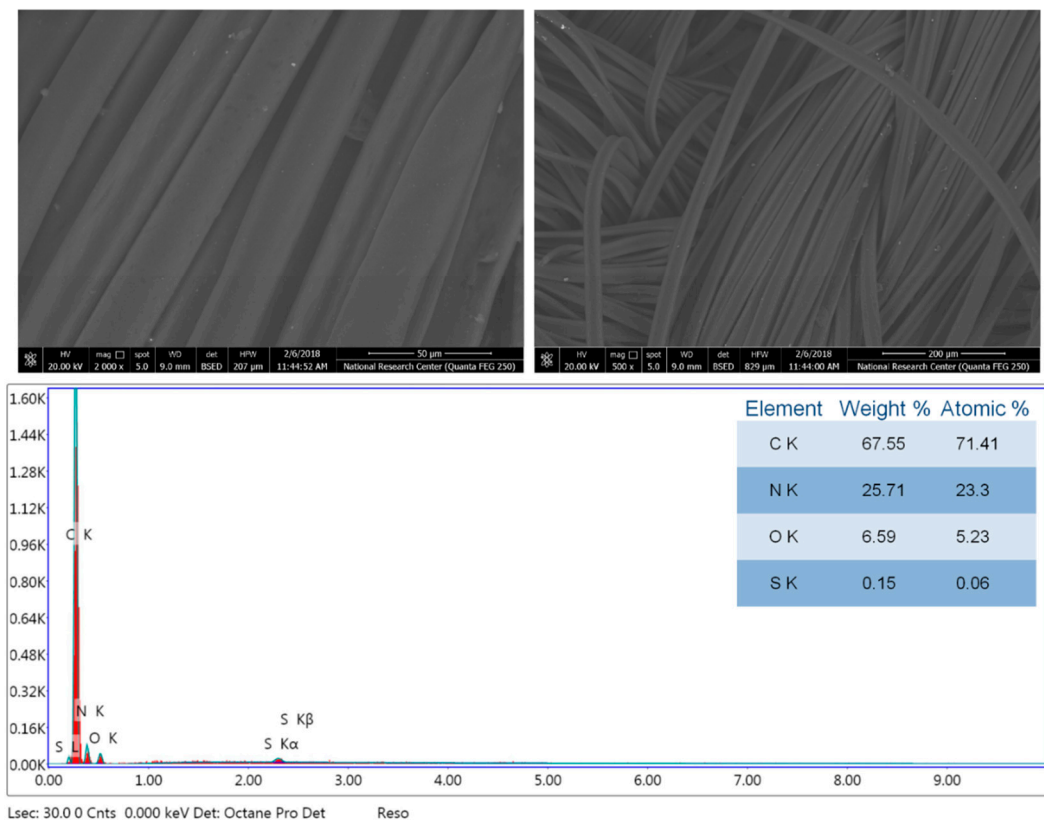 HV mag □ spot WD det HFW 2/6/2018 50 µm
20.00 kV 2 000 x 5.0 9.0 mm BSED 207 µm 11:44:52 AM National Research Center (Quanta FEG 250)
HV mag □ spot WD det HFW 2/6/2018 200 µm
20.00 kV 500 x 5.0 9.0 mm BSED 829 µm 11:44:00 AM National Research Center (Quanta FEG 250)
1.60K
1.44K
1.28K
1.12K
0.96K
0.80K
0.64K
0.48K
0.32K
0.16K
0.00K
C K
N K
O K
S L
S Kβ
S Kα
0.00 1.00 2.00 3.00 4.00 5.00 6.00 7.00 8.00 9.00
Element Weight % Atomic %
C K 67.55 71.41
N K 25.71 23.3
O K 6.59 5.23
S K 0.15 0.06
Lsec: 30.0 0 Cnts 0.000 keV Det: Octane Pro Det Reso